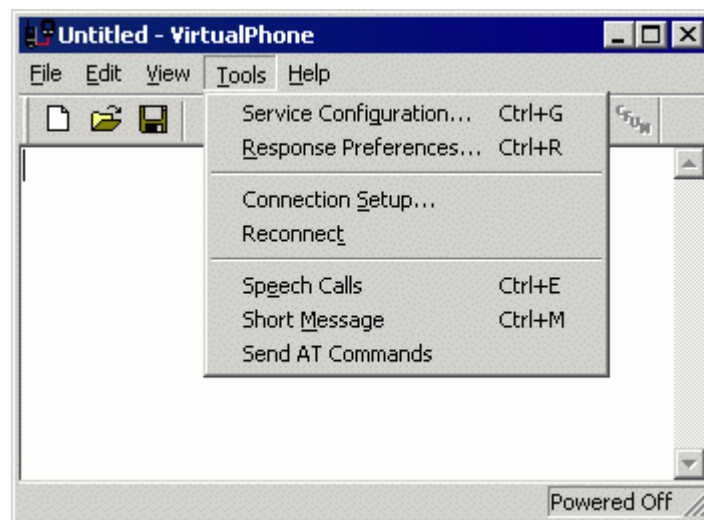 Untitled - VirtualPhone
File Edit View Tools Help
CFUN
Service Configuration... Ctrl+G
Response Preferences... Ctrl+R
Connection Setup...
Reconnect
Speech Calls Ctrl+E
Short Message Ctrl+M
Send AT Commands
Powered Off